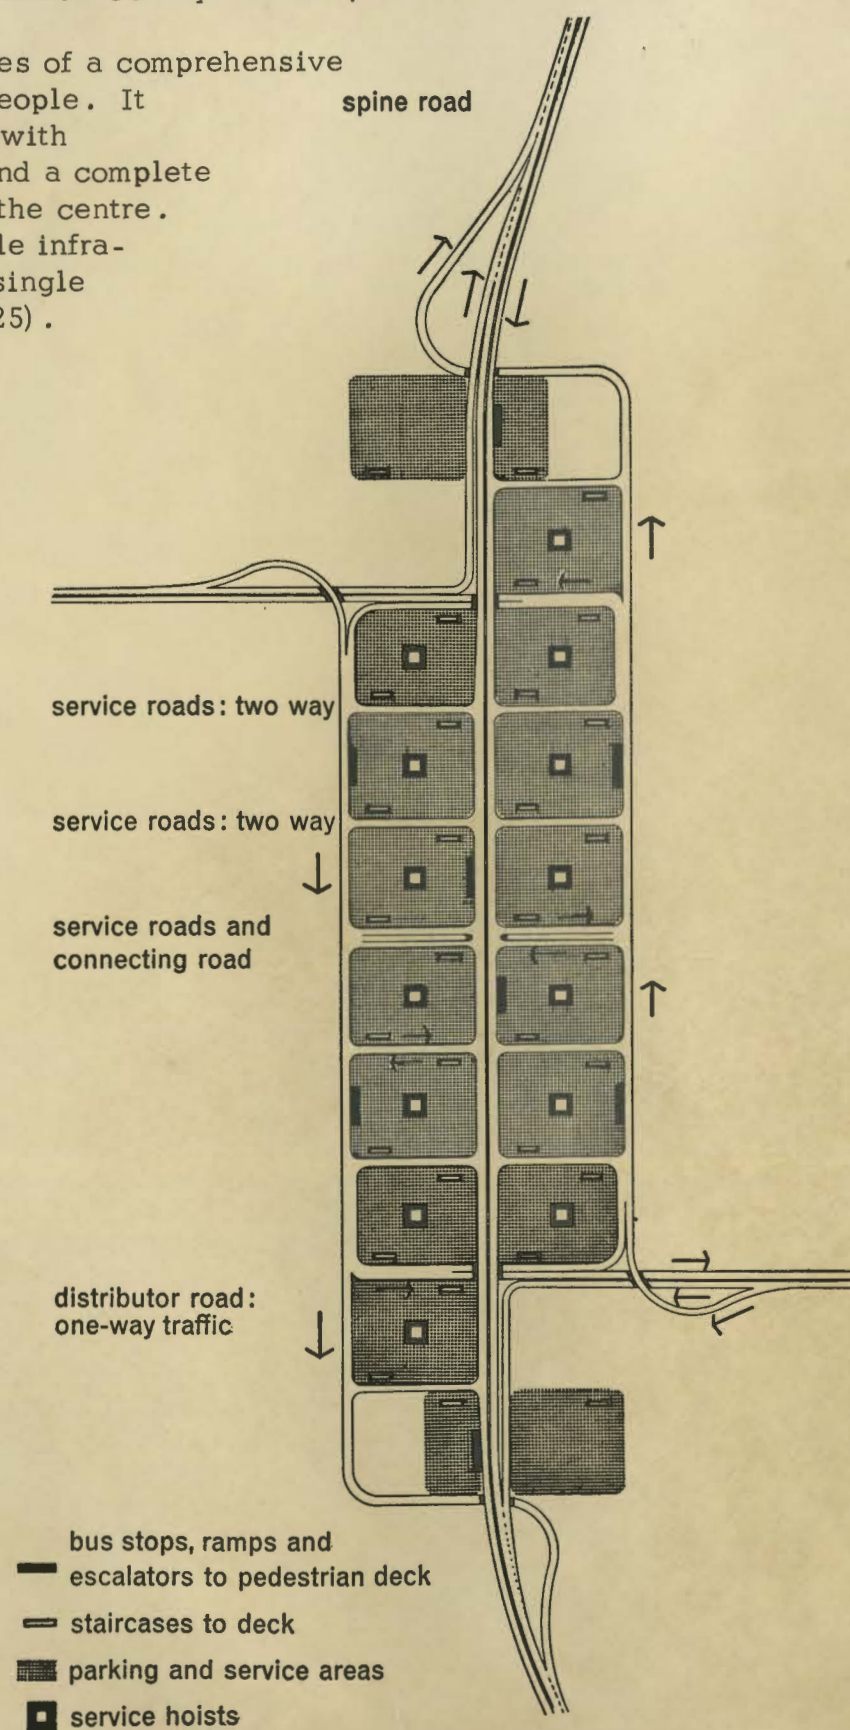 es of a comprehensive
eople. It
with
nd a complete
the centre.
le infra-
single
25).
spine road
service roads: two way
service roads: two way
service roads and
connecting road
distributor road:
one-way traffic
bus stops, ramps and
escalators to pedestrian deck
staircases to deck
parking and service areas
service hoists